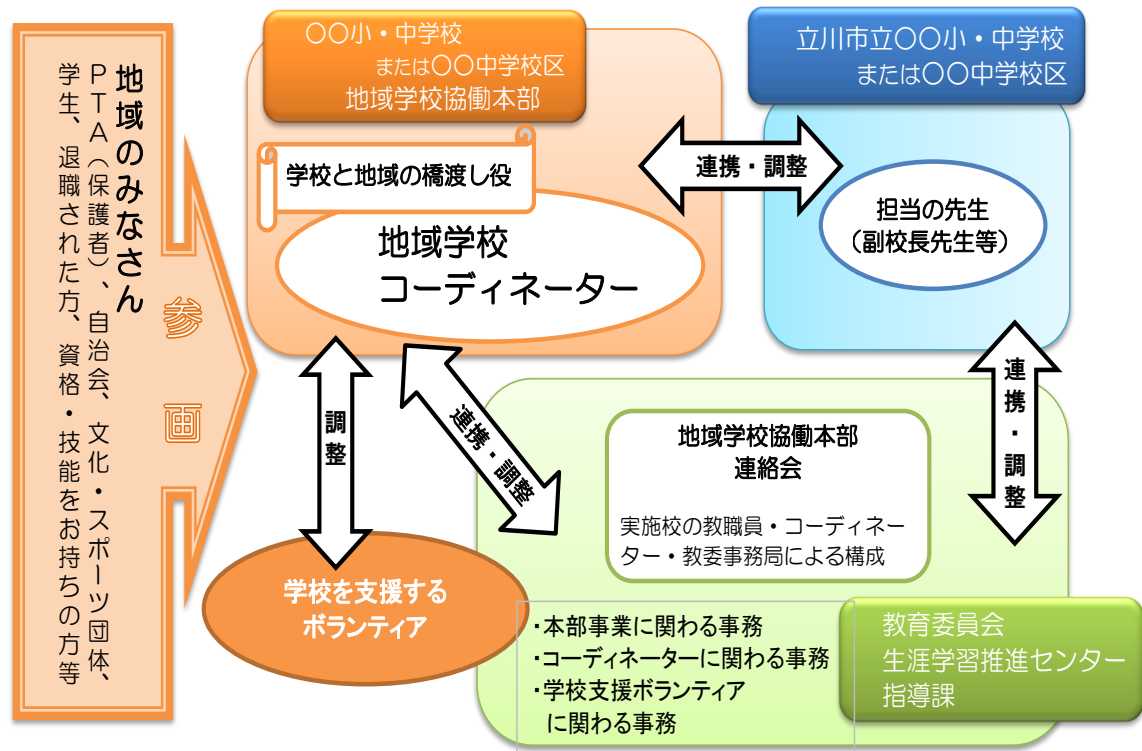 地域のみなさん
PTA（保護者）、自治会、文化・スポーツ団体、
学生、退職された方、資格・技能をお持ちの方等
参画
〇〇小・中学校
または〇〇中学校区
地域学校協働本部
学校と地域の橋渡し役
地域学校
コーディネーター
連携・調整
立川市立〇〇小・中学校
または〇〇中学校区
担当の先生
（副校長先生等）
調整
連携・調整
連携・調整
地域学校協働本部
連絡会
実施校の教職員・コーディネー
ター・教委事務局による構成
学校を支援する
ボランティア
・本部事業に関わる事務
・コーディネーターに関わる事務
・学校支援ボランティア
に関わる事務
教育委員会
生涯学習推進センター
指導課